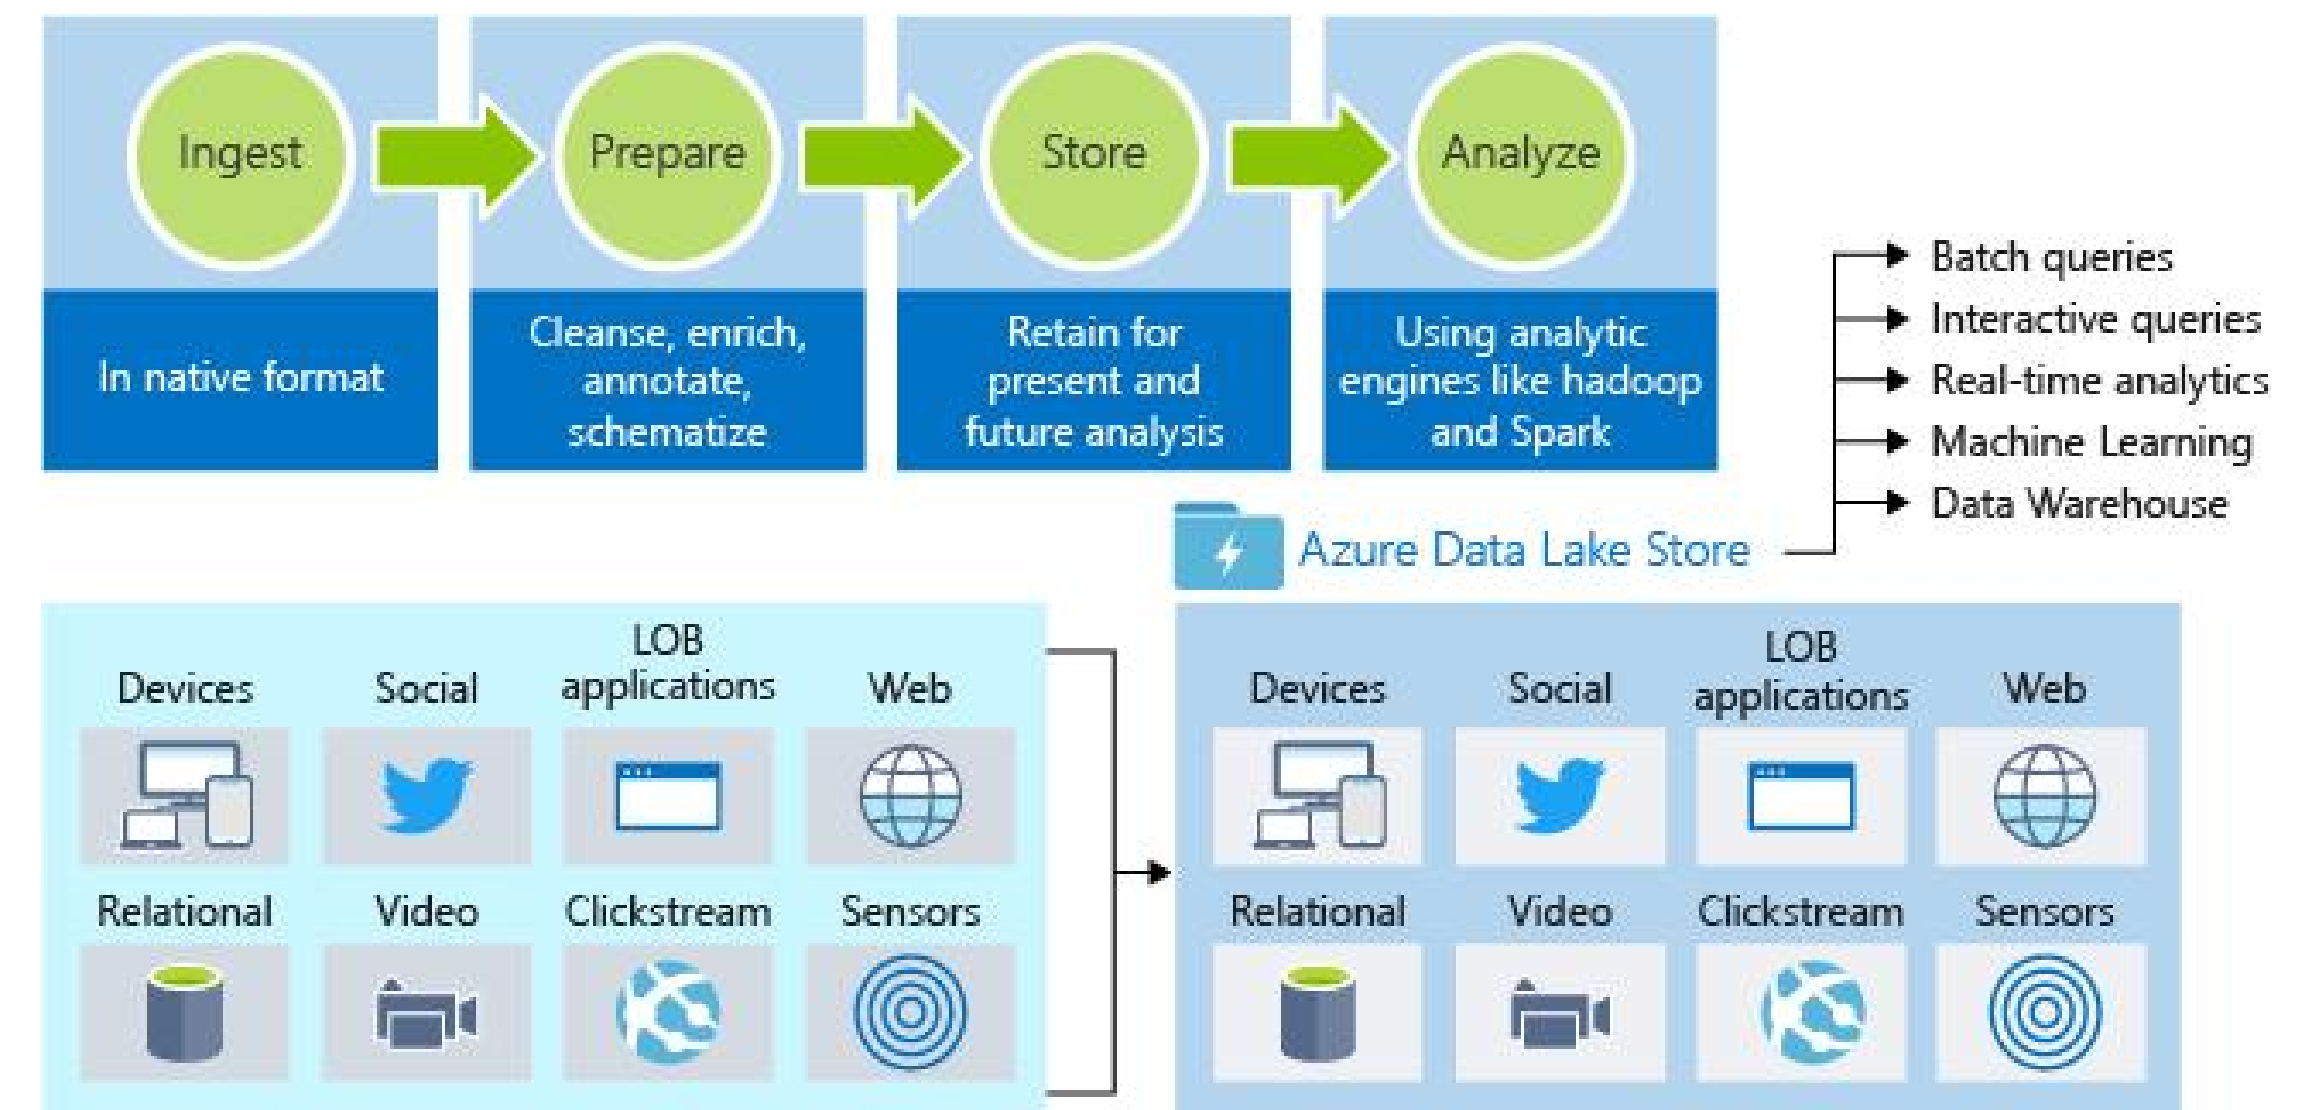 Ingest
Prepare
Store
Analyze
In native format
Cleanse, enrich,
annotate,
schematize
Retain for
present and
future analysis
Using analytic
engines like hadoop
and Spark
Batch queries
Interactive queries
Real-time analytics
Machine Learning
Data Warehouse
Azure Data Lake Store
Devices
Social
LOB
applications
Web
Relational
Video
Clickstream
Sensors
Devices
Social
LOB
applications
Web
Relational
Video
Clickstream
Sensors